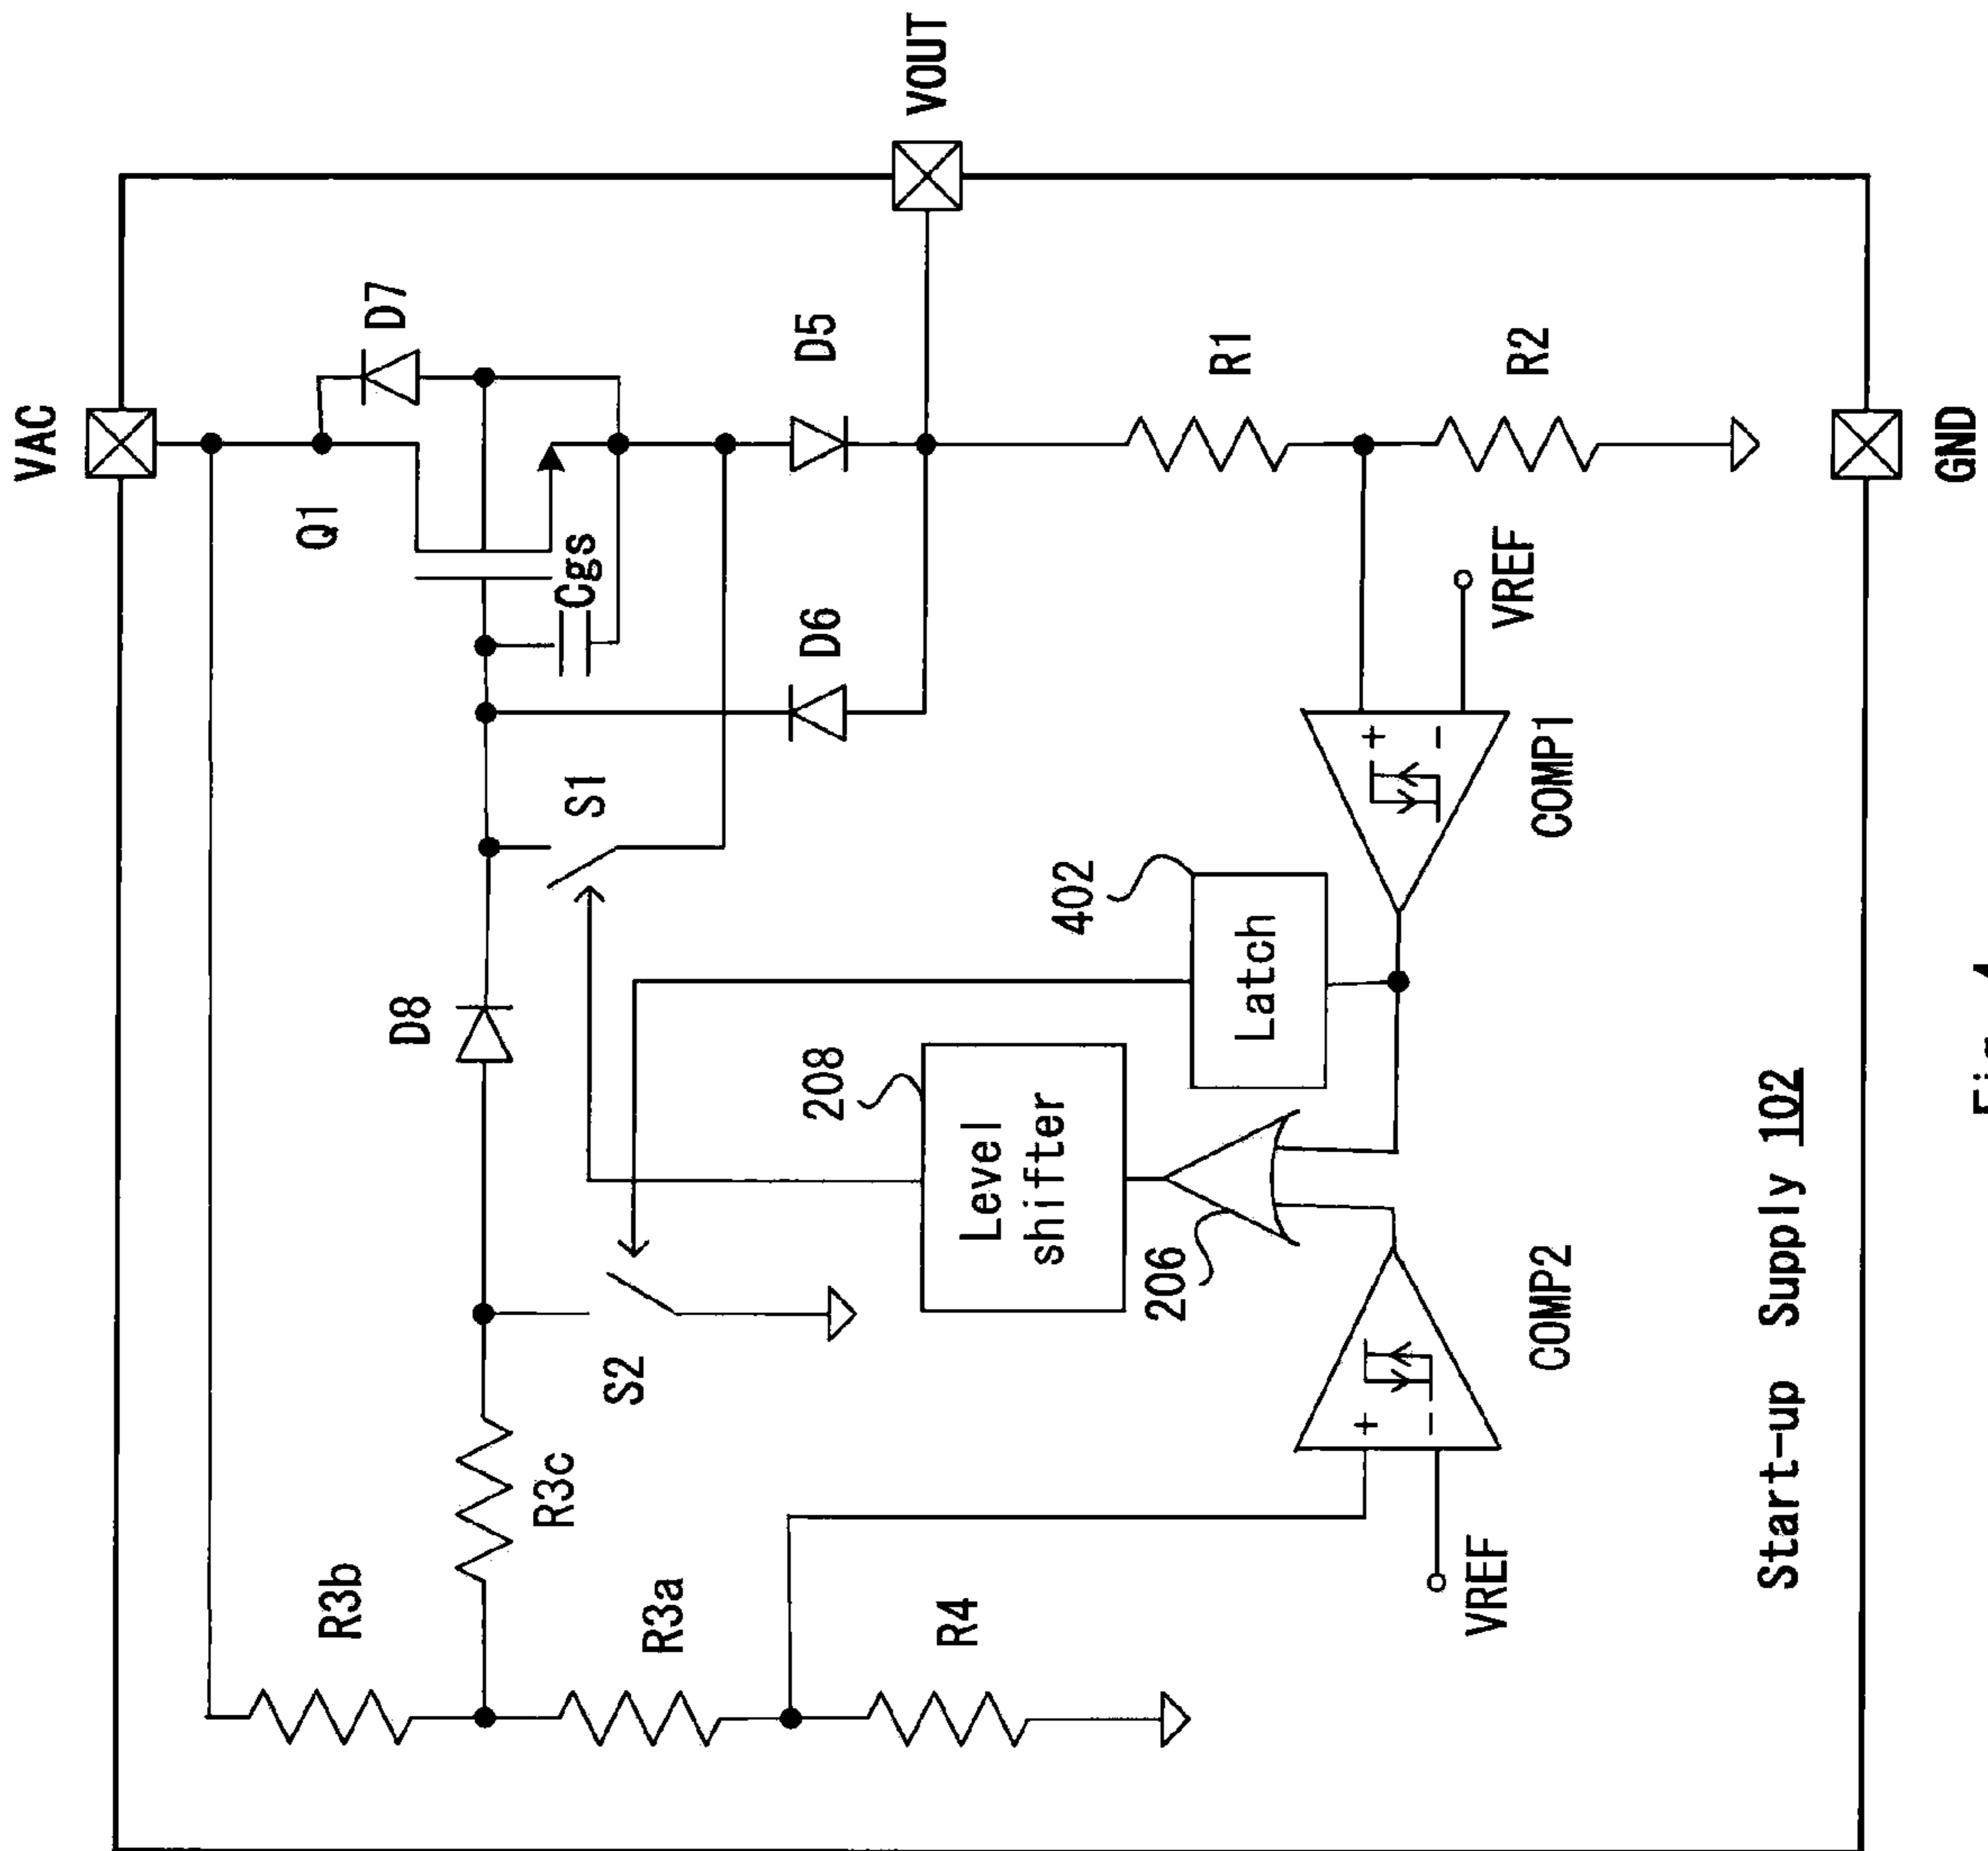 VAC
VOUT
D7
Q1
Cgs
D5
D6
S1
D8
R3b
R3c
S2
R3a
R4
R1
R2
402
Latch
208
Level
shifter
206
+
-
COMP1
VREF
+
-
COMP2
VREF
Start-up Supply 102
GND